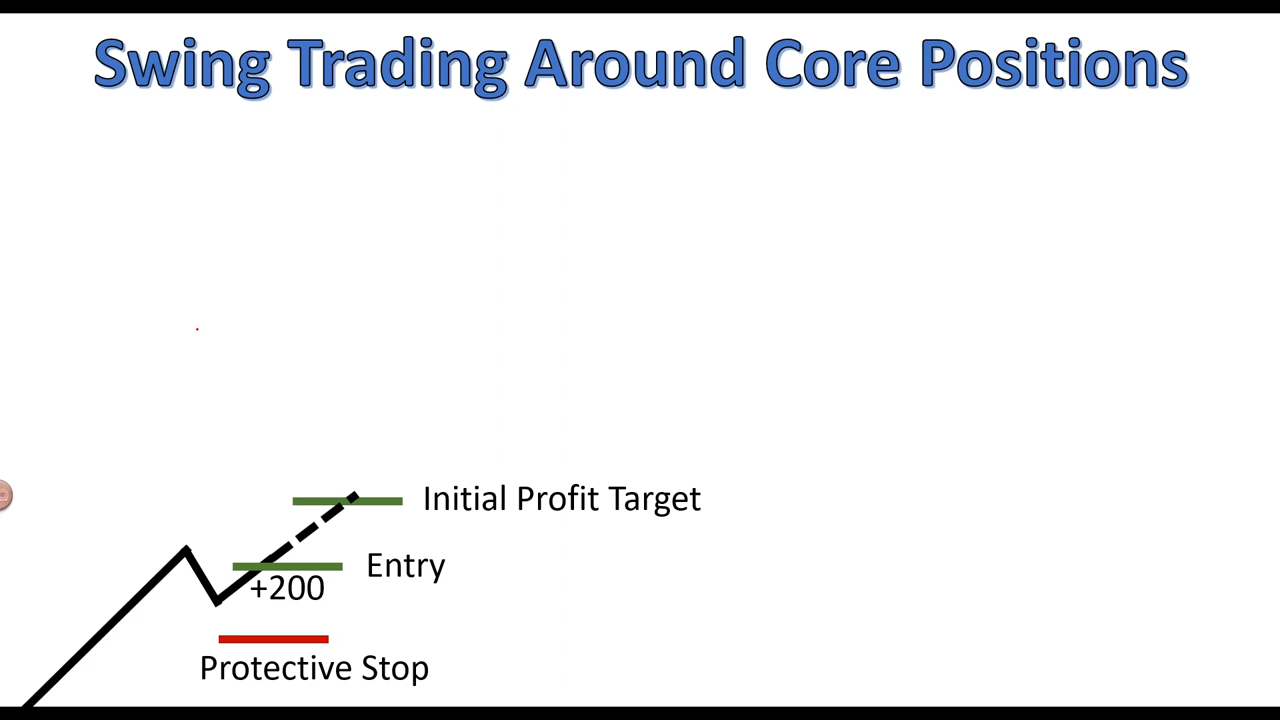 Swing Trading Around Core Positions
Initial Profit Target
Entry
+200
Protective Stop